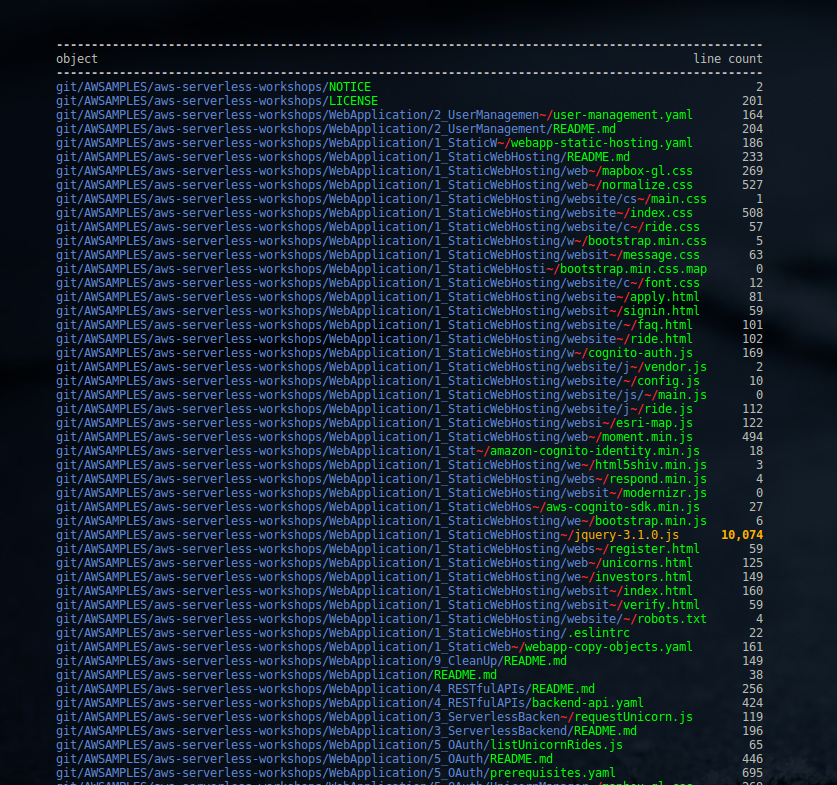 object line count
git/AWSAMPLES/aws-serverless-workshops/NOTICE 2
git/AWSAMPLES/aws-serverless-workshops/LICENSE 201
git/AWSAMPLES/aws-serverless-workshops/WebApplication/2_UserManagemen~/user-management.yaml 164
git/AWSAMPLES/aws-serverless-workshops/WebApplication/2_UserManagement/README.md 204
git/AWSAMPLES/aws-serverless-workshops/WebApplication/1_StaticW~/webapp-static-hosting.yaml 186
git/AWSAMPLES/aws-serverless-workshops/WebApplication/1_StaticWebHosting/README.md 233
git/AWSAMPLES/aws-serverless-workshops/WebApplication/1_StaticWebHosting/web~/mapbox-gl.css 269
git/AWSAMPLES/aws-serverless-workshops/WebApplication/1_StaticWebHosting/web~/normalize.css 527
git/AWSAMPLES/aws-serverless-workshops/WebApplication/1_StaticWebHosting/website/cs~/main.css 1
git/AWSAMPLES/aws-serverless-workshops/WebApplication/1_StaticWebHosting/website~/index.css 508
git/AWSAMPLES/aws-serverless-workshops/WebApplication/1_StaticWebHosting/website/c~/ride.css 57
git/AWSAMPLES/aws-serverless-workshops/WebApplication/1_StaticWebHosting/w~/bootstrap.min.css 5
git/AWSAMPLES/aws-serverless-workshops/WebApplication/1_StaticWebHosting/websit~/message.css 63
git/AWSAMPLES/aws-serverless-workshops/WebApplication/1_StaticWebHosti~/bootstrap.min.css.map 0
git/AWSAMPLES/aws-serverless-workshops/WebApplication/1_StaticWebHosting/website/c~/font.css 12
git/AWSAMPLES/aws-serverless-workshops/WebApplication/1_StaticWebHosting/website~/apply.html 81
git/AWSAMPLES/aws-serverless-workshops/WebApplication/1_StaticWebHosting/websit~/signin.html 59
git/AWSAMPLES/aws-serverless-workshops/WebApplication/1_StaticWebHosting/website/~/faq.html 101
git/AWSAMPLES/aws-serverless-workshops/WebApplication/1_StaticWebHosting/website~/ride.html 102
git/AWSAMPLES/aws-serverless-workshops/WebApplication/1_StaticWebHosting/w~/cognito-auth.js 169
git/AWSAMPLES/aws-serverless-workshops/WebApplication/1_StaticWebHosting/website/j~/vendor.js 2
git/AWSAMPLES/aws-serverless-workshops/WebApplication/1_StaticWebHosting/website/~/config.js 10
git/AWSAMPLES/aws-serverless-workshops/WebApplication/1_StaticWebHosting/website/js/~/main.js 0
git/AWSAMPLES/aws-serverless-workshops/WebApplication/1_StaticWebHosting/website/j~/ride.js 112
git/AWSAMPLES/aws-serverless-workshops/WebApplication/1_StaticWebHosting/websi~/esri-map.js 122
git/AWSAMPLES/aws-serverless-workshops/WebApplication/1_StaticWebHosting/web~/moment.min.js 494
git/AWSAMPLES/aws-serverless-workshops/WebApplication/1_Stat~/amazon-cognito-identity.min.js 18
git/AWSAMPLES/aws-serverless-workshops/WebApplication/1_StaticWebHosting/we~/html5shiv.min.js 3
git/AWSAMPLES/aws-serverless-workshops/WebApplication/1_StaticWebHosting/webs~/respond.min.js 4
git/AWSAMPLES/aws-serverless-workshops/WebApplication/1_StaticWebHosting/websit~/modernizr.js 0
git/AWSAMPLES/aws-serverless-workshops/WebApplication/1_StaticWebHos~/aws-cognito-sdk.min.js 27
git/AWSAMPLES/aws-serverless-workshops/WebApplication/1_StaticWebHosting/we~/bootstrap.min.js 6
git/AWSAMPLES/aws-serverless-workshops/WebApplication/1_StaticWebHosting~/jquery-3.1.0.js 10,074
git/AWSAMPLES/aws-serverless-workshops/WebApplication/1_StaticWebHosting/webs~/register.html 59
git/AWSAMPLES/aws-serverless-workshops/WebApplication/1_StaticWebHosting/web~/unicorns.html 125
git/AWSAMPLES/aws-serverless-workshops/WebApplication/1_StaticWebHosting/we~/investors.html 149
git/AWSAMPLES/aws-serverless-workshops/WebApplication/1_StaticWebHosting/websit~/index.html 160
git/AWSAMPLES/aws-serverless-workshops/WebApplication/1_StaticWebHosting/websit~/verify.html 59
git/AWSAMPLES/aws-serverless-workshops/WebApplication/1_StaticWebHosting/website/~/robots.txt 4
git/AWSAMPLES/aws-serverless-workshops/WebApplication/1_StaticWebHosting/.eslintrc 22
git/AWSAMPLES/aws-serverless-workshops/WebApplication/1_StaticWeb~/webapp-copy-objects.yaml 161
git/AWSAMPLES/aws-serverless-workshops/WebApplication/9_CleanUp/README.md 149
git/AWSAMPLES/aws-serverless-workshops/WebApplication/README.md 38
git/AWSAMPLES/aws-serverless-workshops/WebApplication/4_RESTfulAPIs/README.md 256
git/AWSAMPLES/aws-serverless-workshops/WebApplication/4_RESTfulAPIs/backend-api.yaml 424
git/AWSAMPLES/aws-serverless-workshops/WebApplication/3_ServerlessBacken~/requestUnicorn.js 119
git/AWSAMPLES/aws-serverless-workshops/WebApplication/3_ServerlessBackend/README.md 196
git/AWSAMPLES/aws-serverless-workshops/WebApplication/5_OAuth/listUnicornRides.js 65
git/AWSAMPLES/aws-serverless-workshops/WebApplication/5_OAuth/README.md 446
git/AWSAMPLES/aws-serverless-workshops/WebApplication/5_OAuth/prerequisites.yaml 695